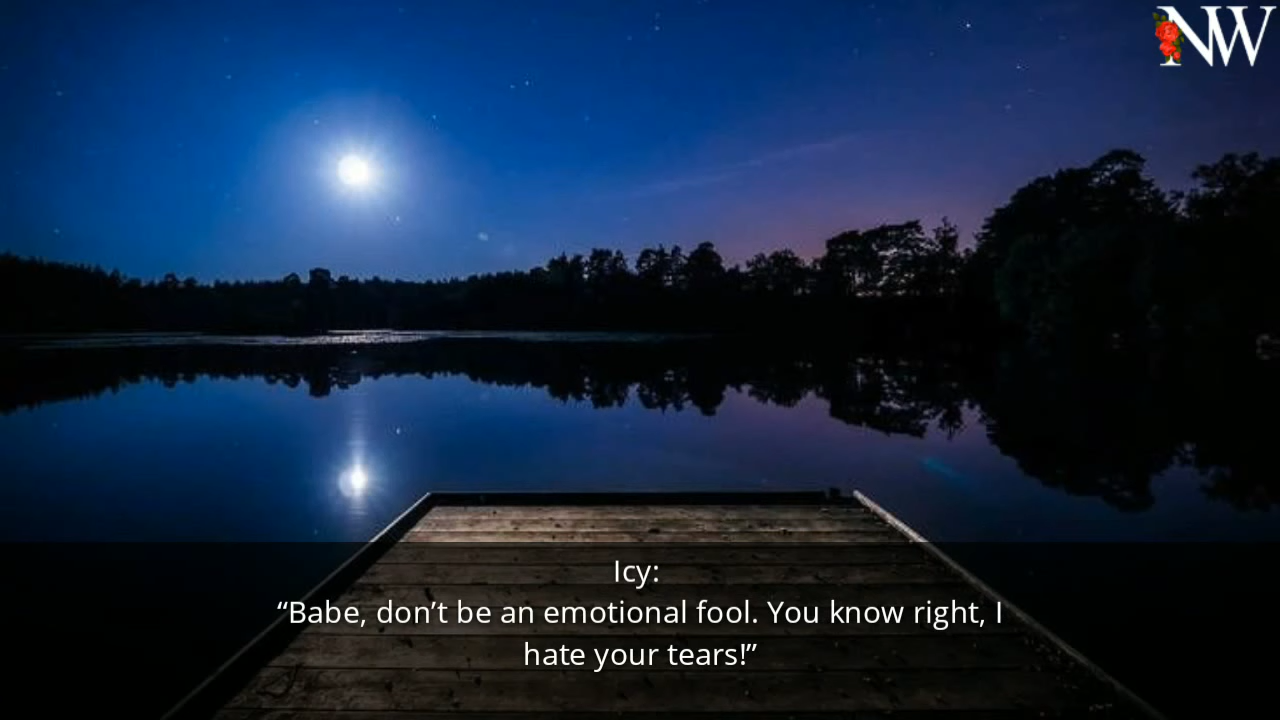 NW
Icy:
“Babe, don’t be an emotional fool. You know right, I
hate your tears!”